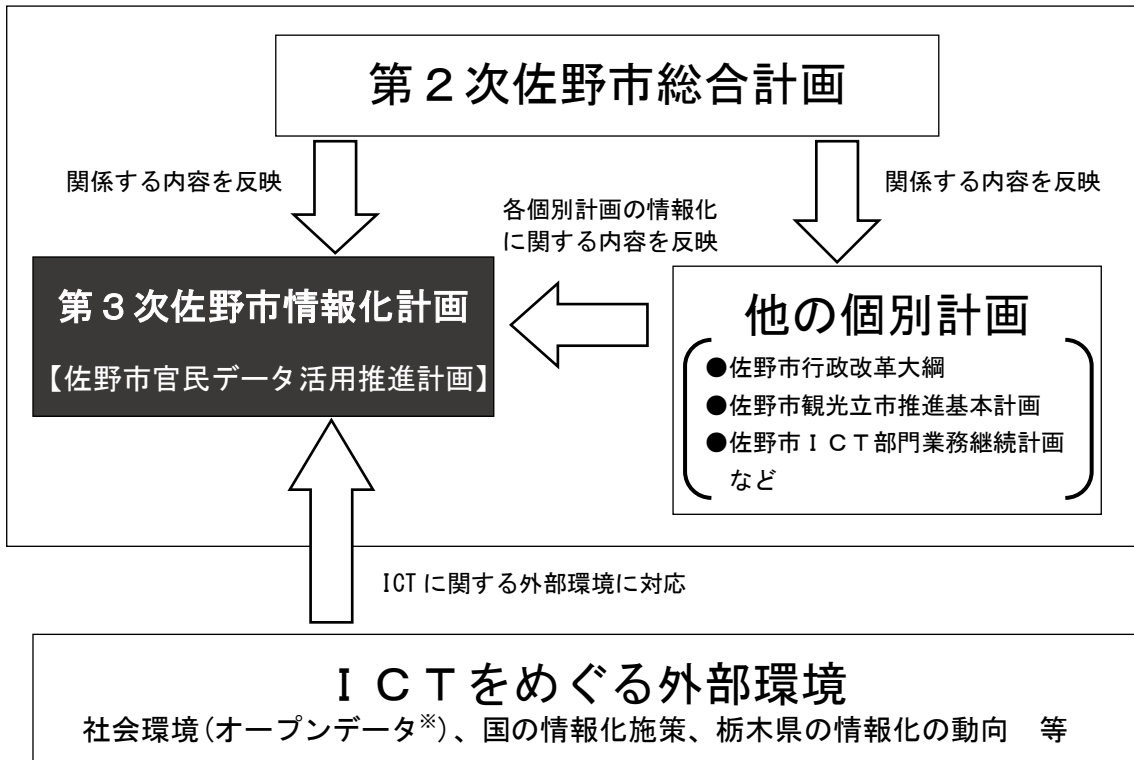 第２次佐野市総合計画
関係する内容を反映
関係する内容を反映
各個別計画の情報化
に関する内容を反映
第３次佐野市情報化計画
【佐野市官民データ活用推進計画】
他の個別計画
●佐野市行政改革大綱
●佐野市観光立市推進基本計画
●佐野市ＩＣＴ部門業務継続計画
など
ICTに関する外部環境に対応
ＩＣＴをめぐる外部環境
社会環境(オープンデータ※)、国の情報化施策、栃木県の情報化の動向　等